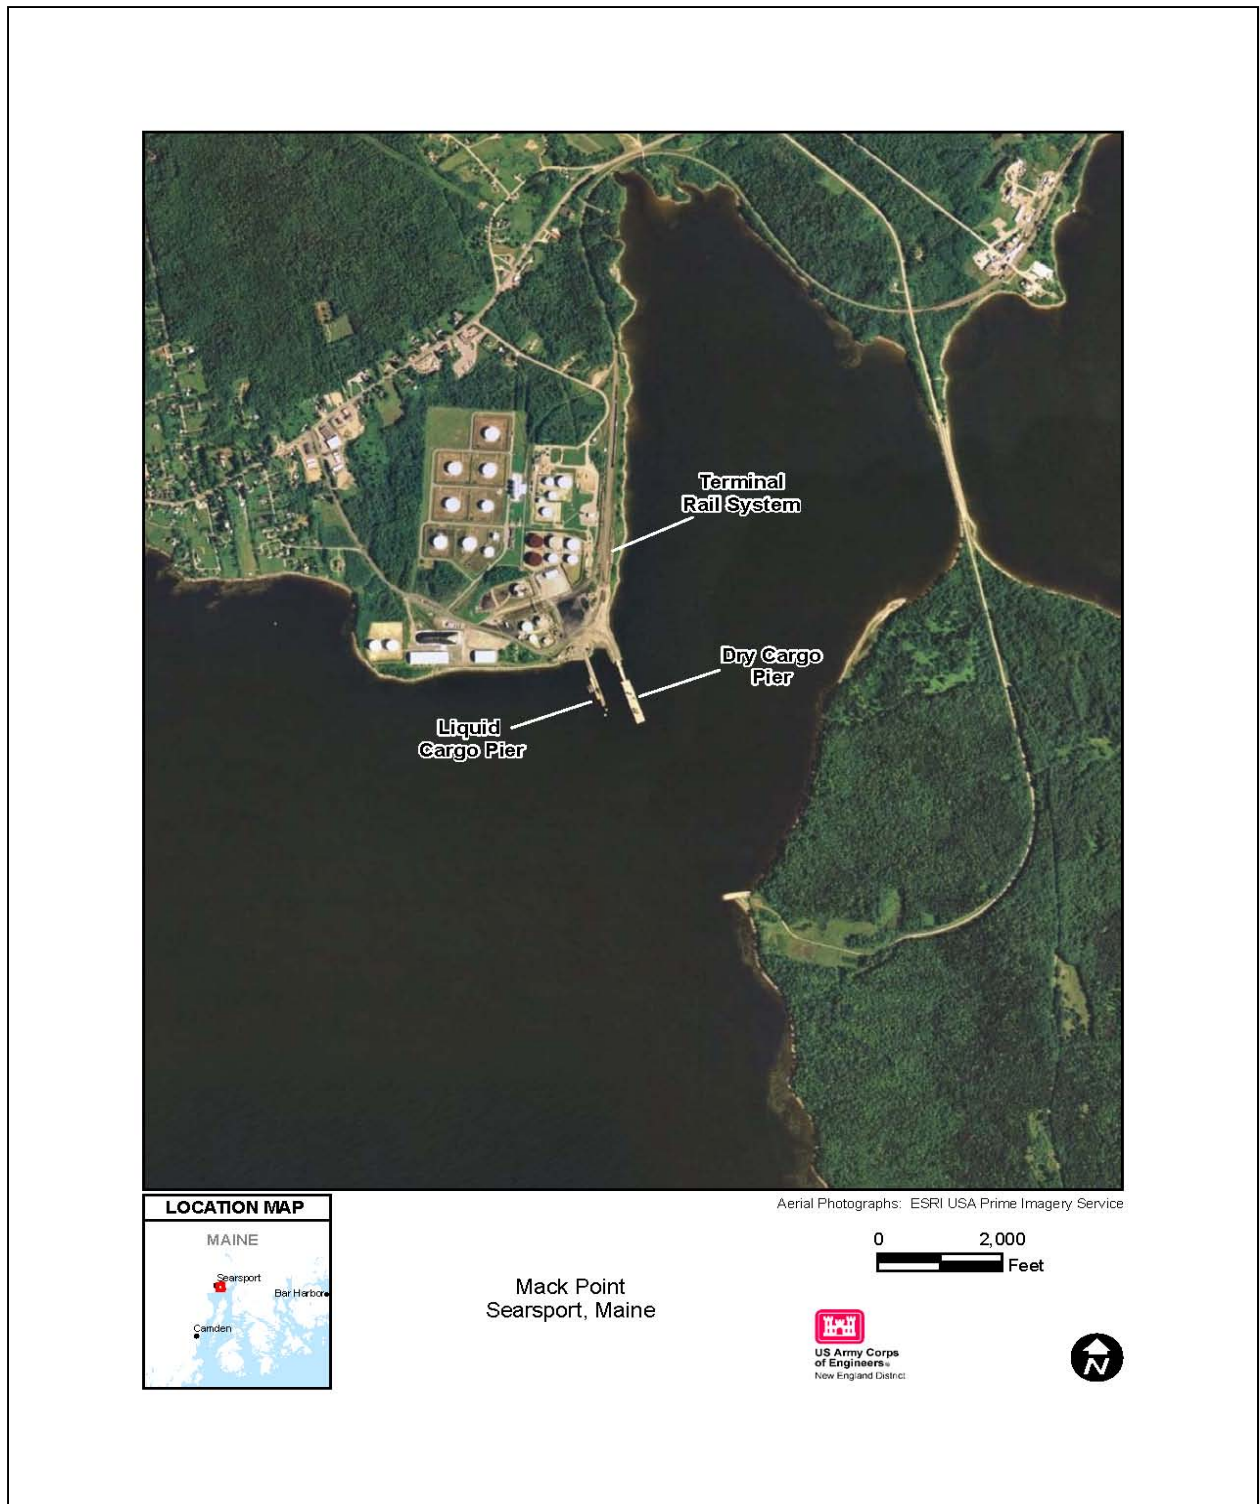 Terminal
Rail System
Dry Cargo
Pier
Liquid
Cargo Pier
LOCATION MAP
MAINE
Searsport
Bar Harbor
Camden
Aerial Photographs: ESRI USA Prime Imagery Service
0 2,000
Feet
Mack Point
Searsport, Maine
US Army Corps
of Engineers®
New England District
N